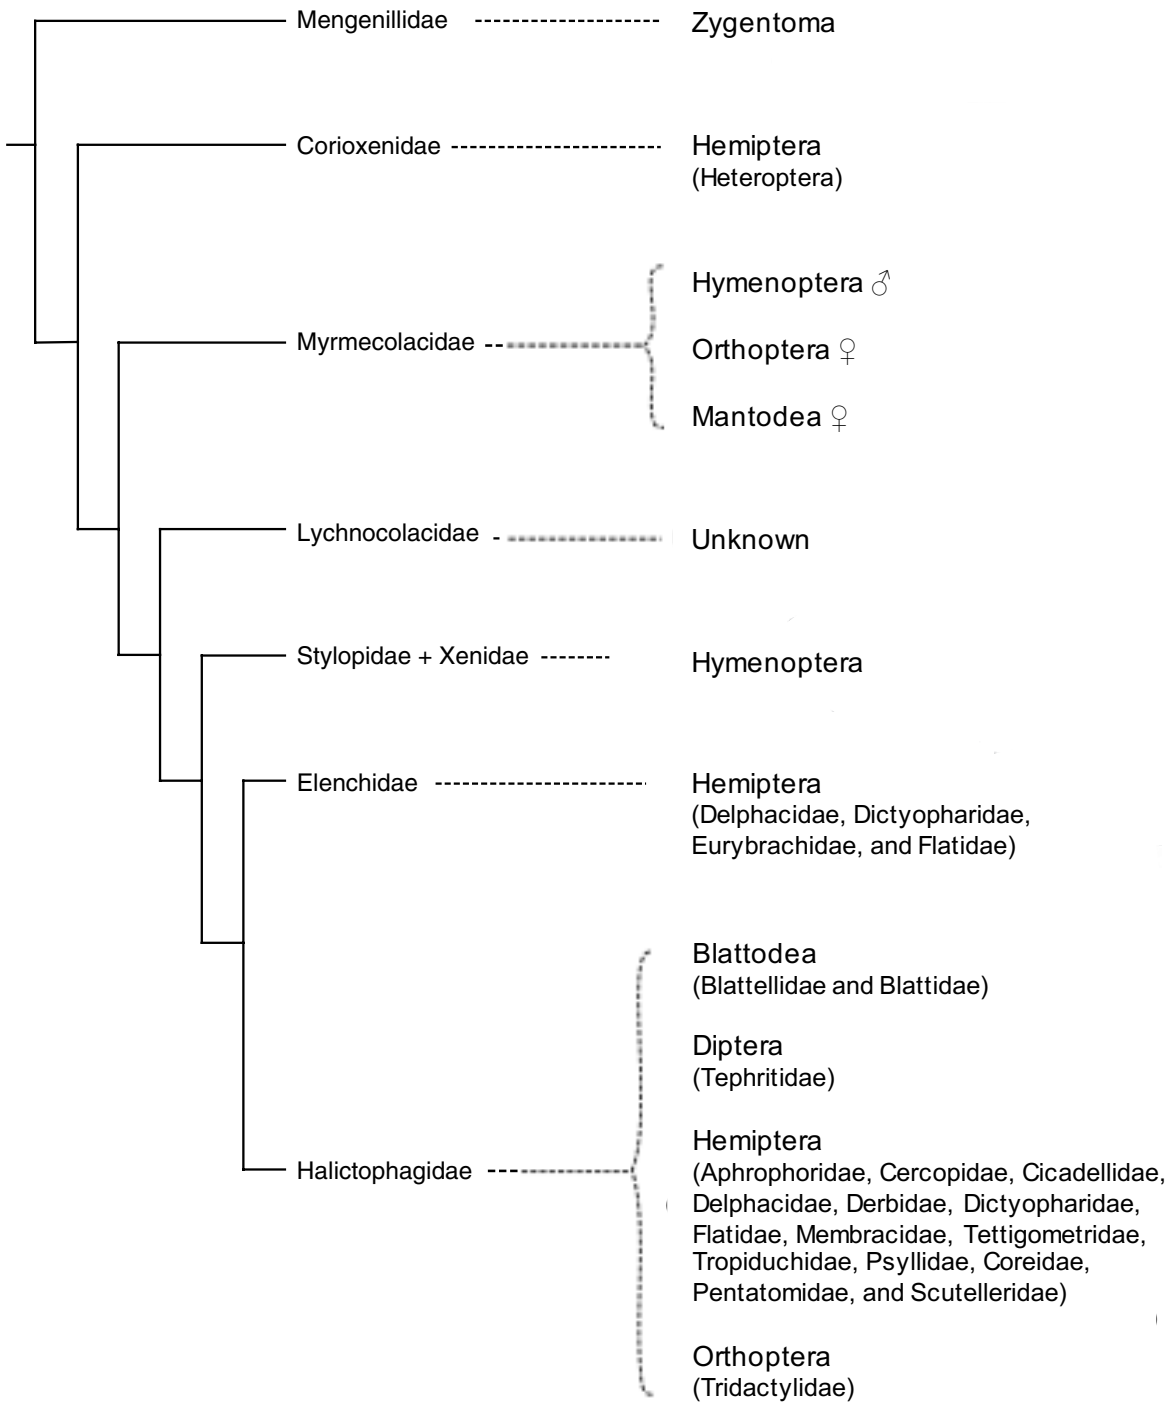 Mengenillidae Zygentoma
Corioxenidae Hemiptera
(Heteroptera)
Hymenoptera ♂
Myrmecolacidae Orthoptera ♀
Mantodea ♀
Lychnocolacidae Unknown
Stylopidae + Xenidae Hymenoptera
Elenchidae Hemiptera
(Delphacidae, Dictyopharidae,
Eurybrachidae, and Flatidae)
Blattodea
(Blattellidae and Blattidae)
Diptera
(Tephritidae)
Hemiptera
Halictophagidae (Aphrophoridae, Cercopidae, Cicadellidae,
Delphacidae, Derbidae, Dictyopharidae,
Flatidae, Membracidae, Tettigometridae,
Tropiduchidae, Psyllidae, Coreidae,
Pentatomidae, and Scutelleridae)
Orthoptera
(Tridactylidae)